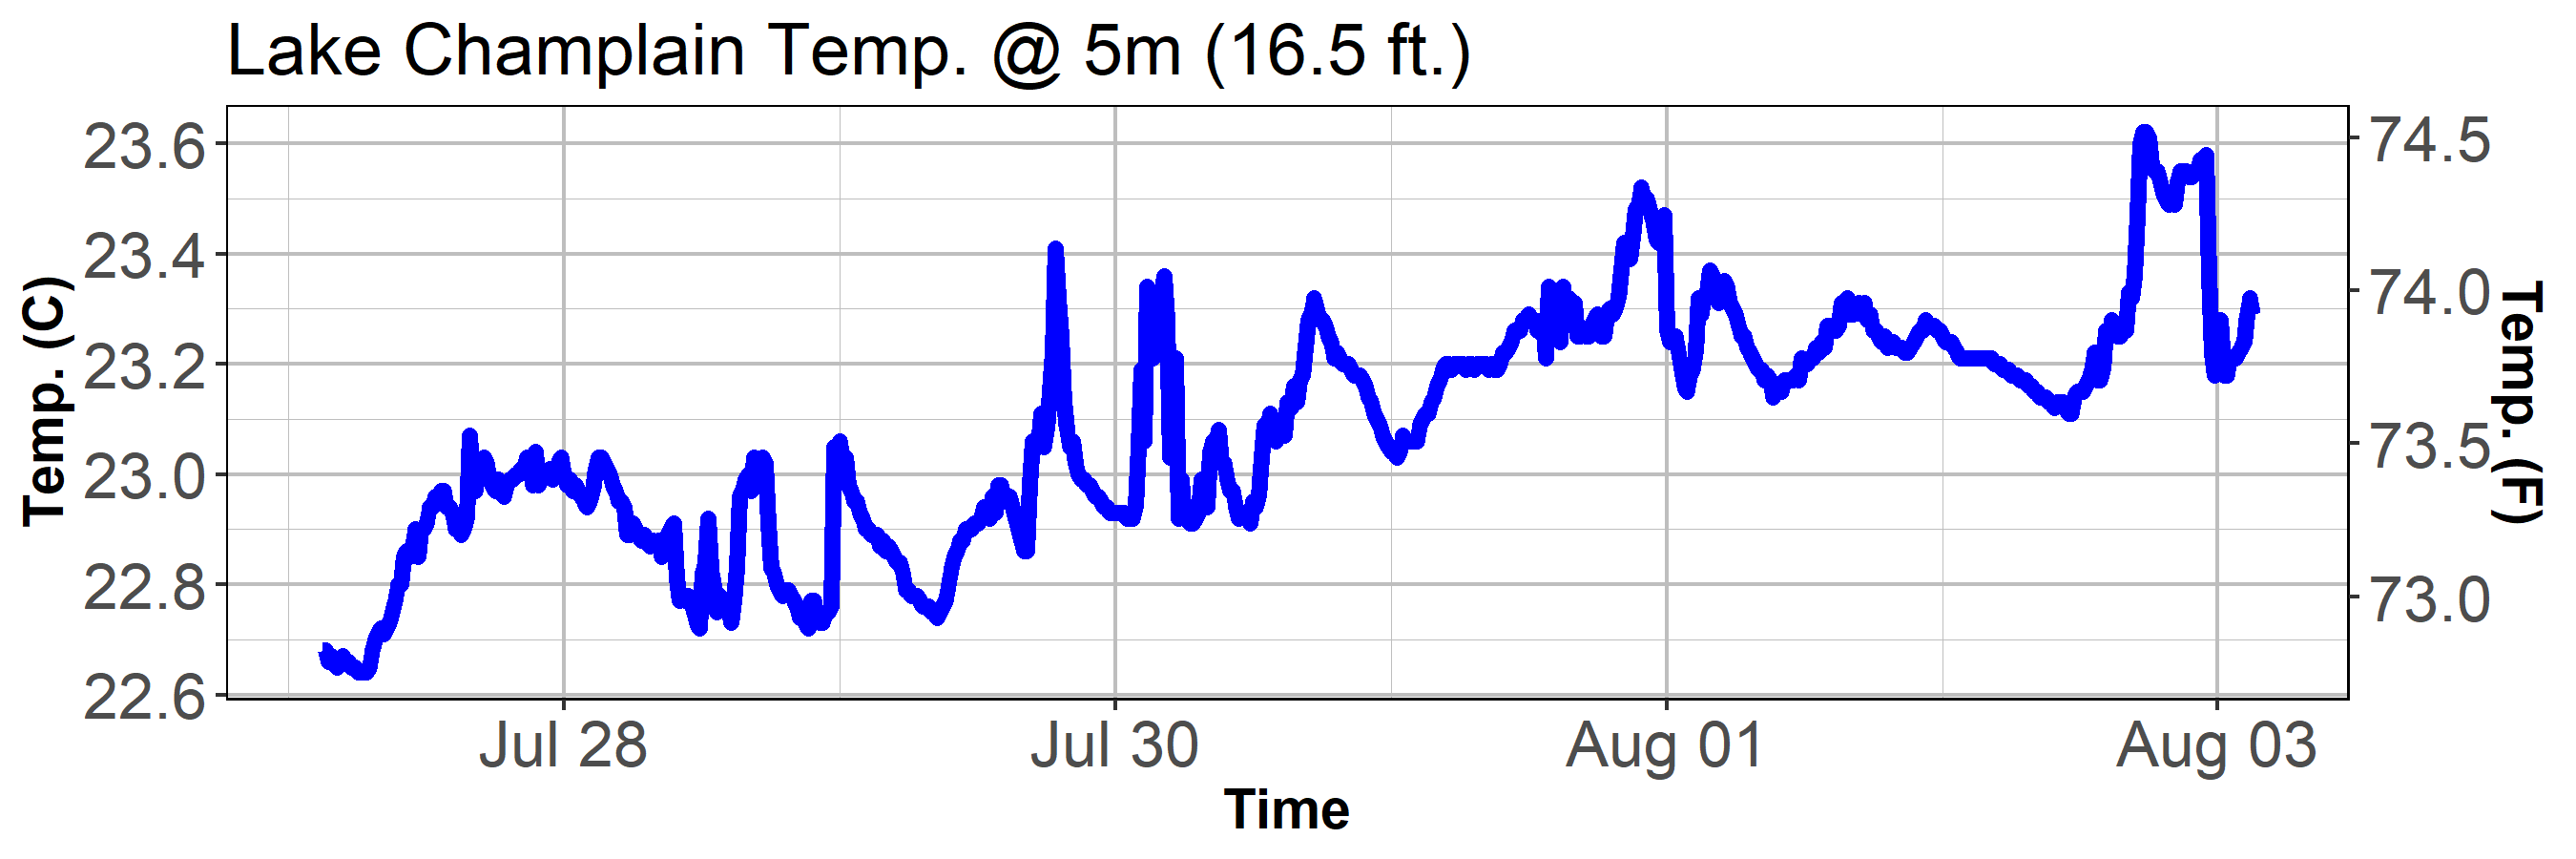 Lake Champlain Temp. @ 5m (16.5 ft.)
23.6
23.4
23.2
23.0
22.8
22.6
Temp. (C)
74.5
74.0
73.5
73.0
Temp. (F)
Jul 28
Jul 30
Aug 01
Aug 03
Time